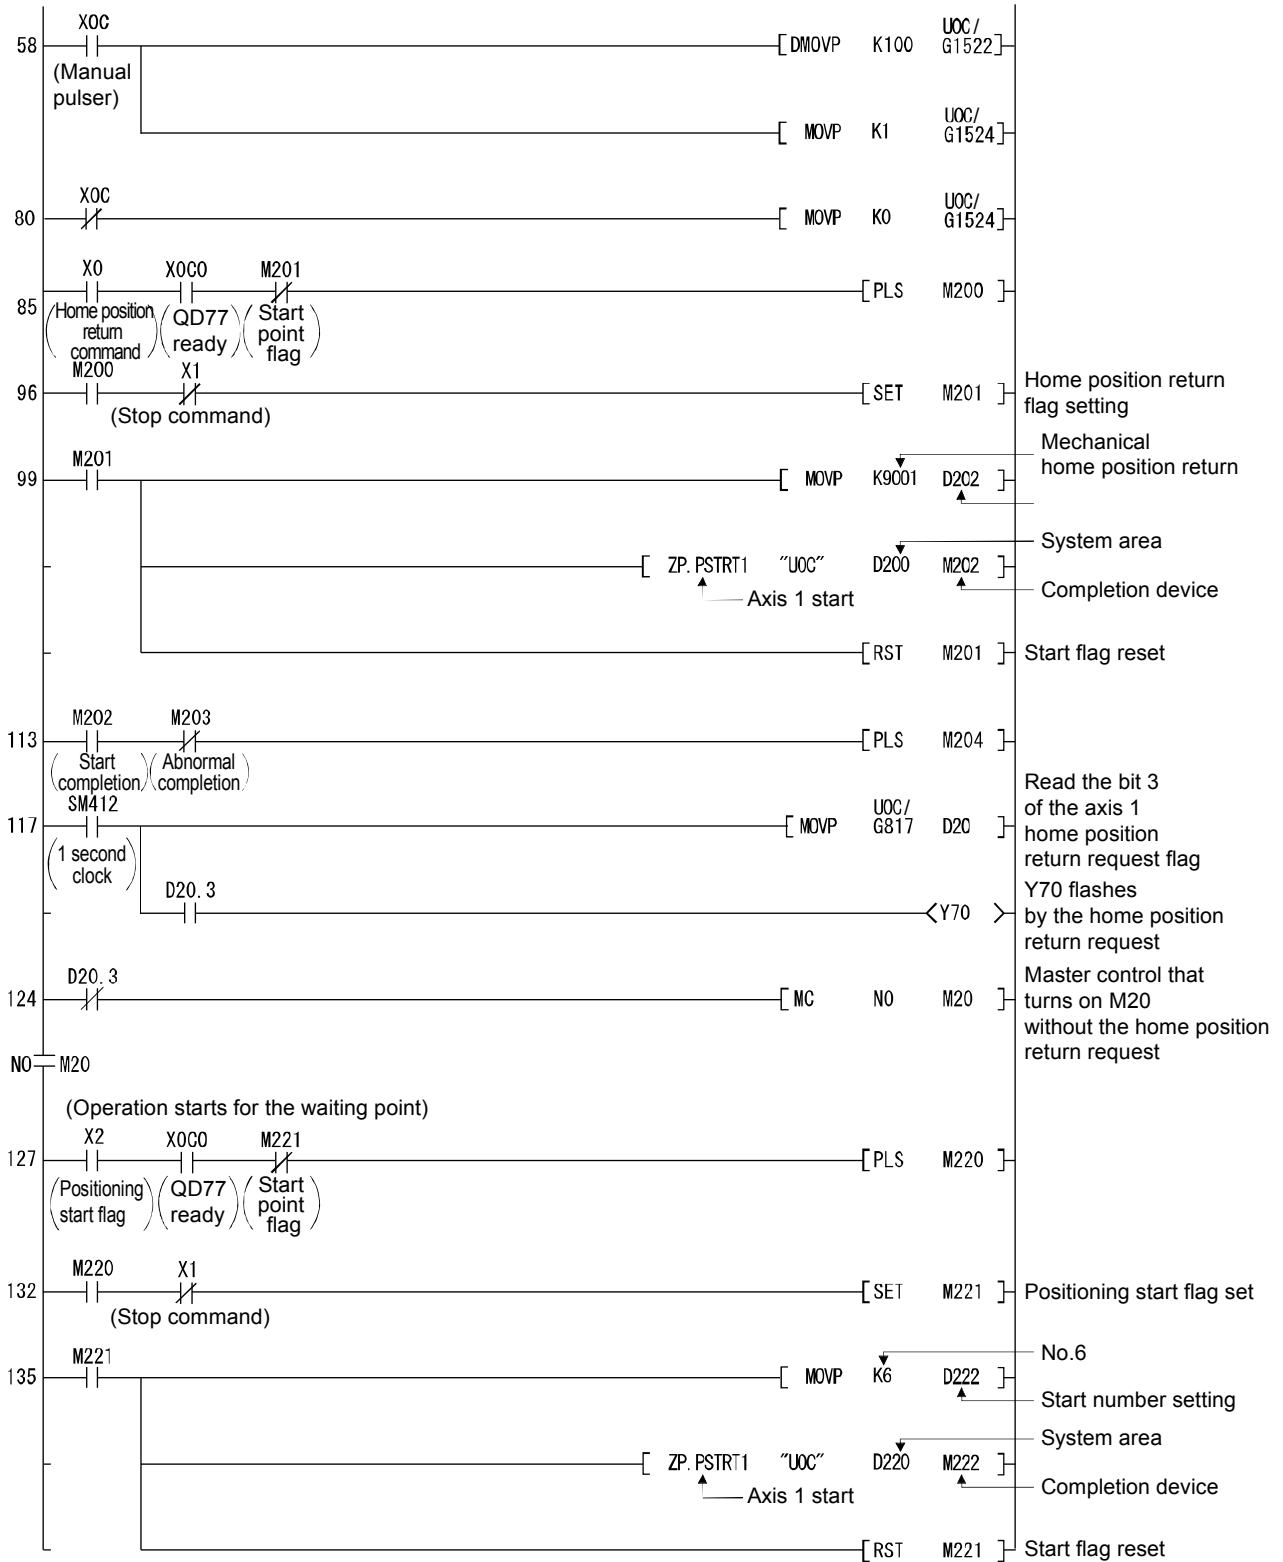 X0C
58
(Manual
pulser)
[DMOVP K100 U0C/
G1522]
[ MOVP K1 U0C/
G1524]
X0C
80
[ MOVP K0 U0C/
G1524]
X0 X0C0 M201
85
[PLS M200 ]
(Home position
return
command)
(QD77
ready)
(Start
point
flag)
M200 X1
96
(Stop command)
[SET M201 ]
Home position return
flag setting
M201
99
[ MOVP K9001 D202 ]
Mechanical
home position return
[ ZP.PSTRT1 "U0C" D200 M202 ]
System area
Axis 1 start
Completion device
[RST M201 ]
Start flag reset
M202 M203
113
[PLS M204 ]
(Start
completion)
(Abnormal
completion)
SM412
117
(1 second
clock)
[ MOVP U0C/
G817 D20 ]
Read the bit 3
of the axis 1
home position
return request flag
D20.3
<Y70 >
Y70 flashes
by the home position
return request
D20.3
124
[MC N0 M20 ]
Master control that
turns on M20
without the home position
return request
N0 M20
(Operation starts for the waiting point)
X2 X0C0 M221
127
[PLS M220 ]
(Positioning
start flag)
(QD77
ready)
(Start
point
flag)
M220 X1
132
(Stop command)
[SET M221 ]
Positioning start flag set
M221
135
[ MOVP K6 D222 ]
No.6
Start number setting
[ ZP.PSTRT1 "U0C" D220 M222 ]
System area
Axis 1 start
Completion device
[RST M221 ]
Start flag reset